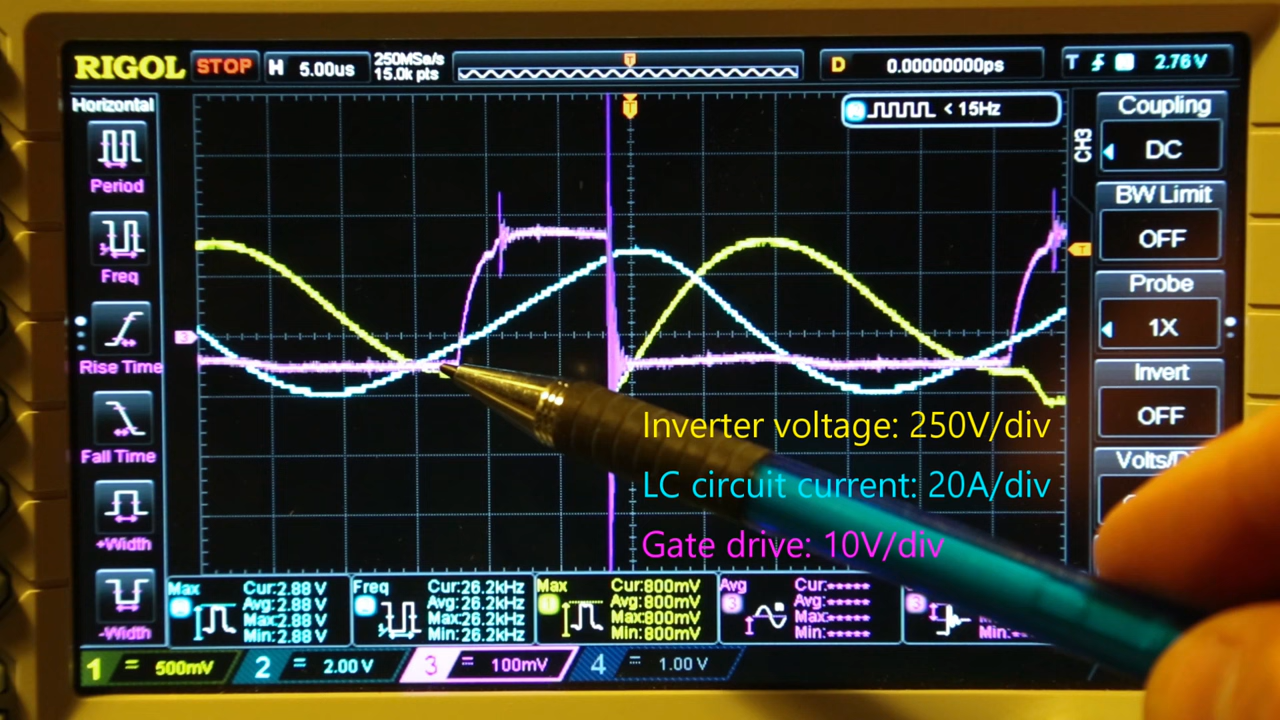 RIGOL STOP H 5.00us 250MSa/s 15.0k pts D 0.00000000ps T 2.76V
Horizontal
Period
Freq
Rise Time
Fall Time
+Width
-Width
T
T
< 15Hz
3
T
CH3
Coupling
DC
BW Limit
OFF
Probe
1X
Invert
OFF
Inverter voltage: 250V/div
LC circuit current: 20A/div
Gate drive: 10V/div
Max
Cur:2.88 V
Avg:2.88 V
Max:2.88 V
Min:2.88 V
Freq
Cur:26.2kHz
Avg:26.2kHz
Max:26.2kHz
Min:26.2kHz
Max
Cur:800mV
Avg:800mV
Max:800mV
Min:800mV
Avg
3
Cur:*****
Avg:*****
Max:*****
Min:*****
3
1 = 500mV
2 = 2.00 V
3 = 100mV
4 = 1.00 V